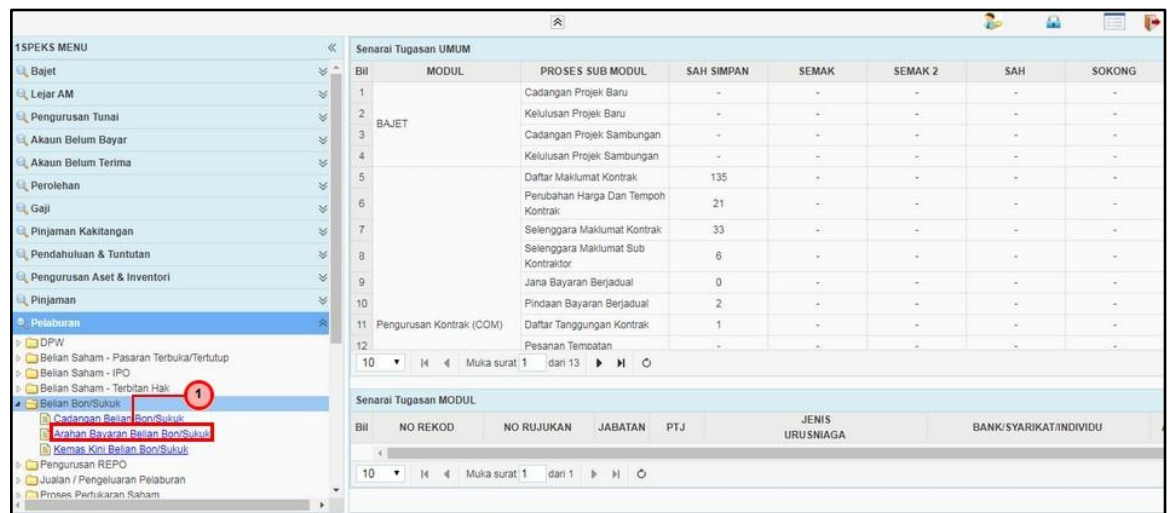 1SPEKS MENU
Bajet
Lejar AM
Pengurusan Tunai
Akaun Belum Bayar
Akaun Belum Terima
Perolehan
Gaji
Pinjaman Kakitangan
Pendahuluan & Tuntutan
Pengurusan Aset & Inventori
Pinjaman
Pelaburan
DPW
Belian Saham - Pasaran Terbuka/Tertutup
Belian Saham - IPO
Belian Saham - Terbitan Hak
1
Belian Bon/Sukuk
Cadangan Belian Bon/Sukuk
Arahan Bayaran Belian Bon/Sukuk
Kemas Kini Belian Bon/Sukuk
Pengurusan REPO
Jualan / Pengeluaran Pelaburan
Proses Pertukaran Saham
Senarai Tugasan UMUM
Bil MODUL PROSES SUB MODUL SAH SIMPAN SEMAK SEMAK 2 SAH SOKONG
1 Cadangan Projek Baru - - - - -
2 Kelulusan Projek Baru - - - - -
BAJET
3 Cadangan Projek Sambungan - - - - -
4 Kelulusan Projek Sambungan - - - - -
5 Daftar Maklumat Kontrak 135 - - - -
6 Perubahan Harga Dan Tempoh
Kontrak 21 - - - -
7 Selenggara Maklumat Kontrak 33 - - - -
8 Selenggara Maklumat Sub
Kontraktor 6 - - - -
9 Jana Bayaran Berjadual 0 - - - -
10 Pindaan Bayaran Berjadual 2 - - - -
11 Pengurusan Kontrak (COM) Daftar Tanggungan Kontrak 1 - - - -
12 Pesanan Tempatan
10 Muka surat 1 dari 13
Senarai Tugasan MODUL
Bil NO REKOD NO RUJUKAN JABATAN PTJ JENIS
URUSNIAGA BANK/SYARIKAT/INDIVIDU
10 Muka surat 1 dari 1